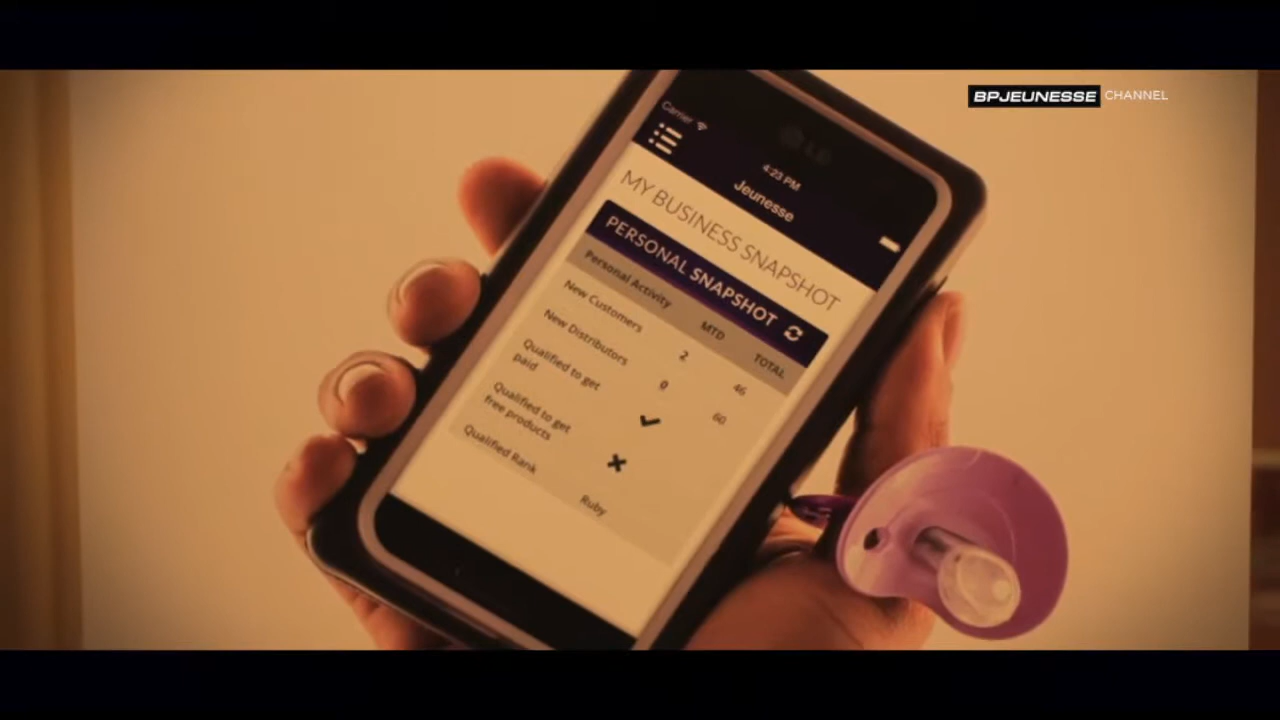 BPJEUNESSE CHANNEL
LG
Carrier
4:23 PM
Jeunesse
MY BUSINESS SNAPSHOT
PERSONAL SNAPSHOT
Personal Activity MTD TOTAL
New Customers 2 46
New Distributors 0 60
Qualified to get
paid
Qualified to get
free products
Qualified Rank Ruby